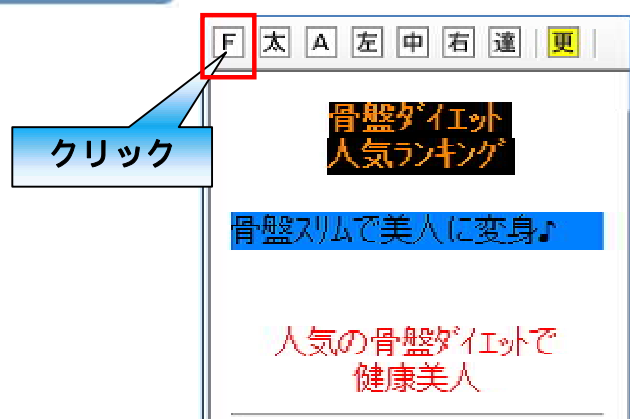 F 太 A 左 中 右 達 更
クリック
骨盤ダイエット
人気ランキング
骨盤スリムで美人に変身♪
人気の骨盤ダイエットで
健康美人